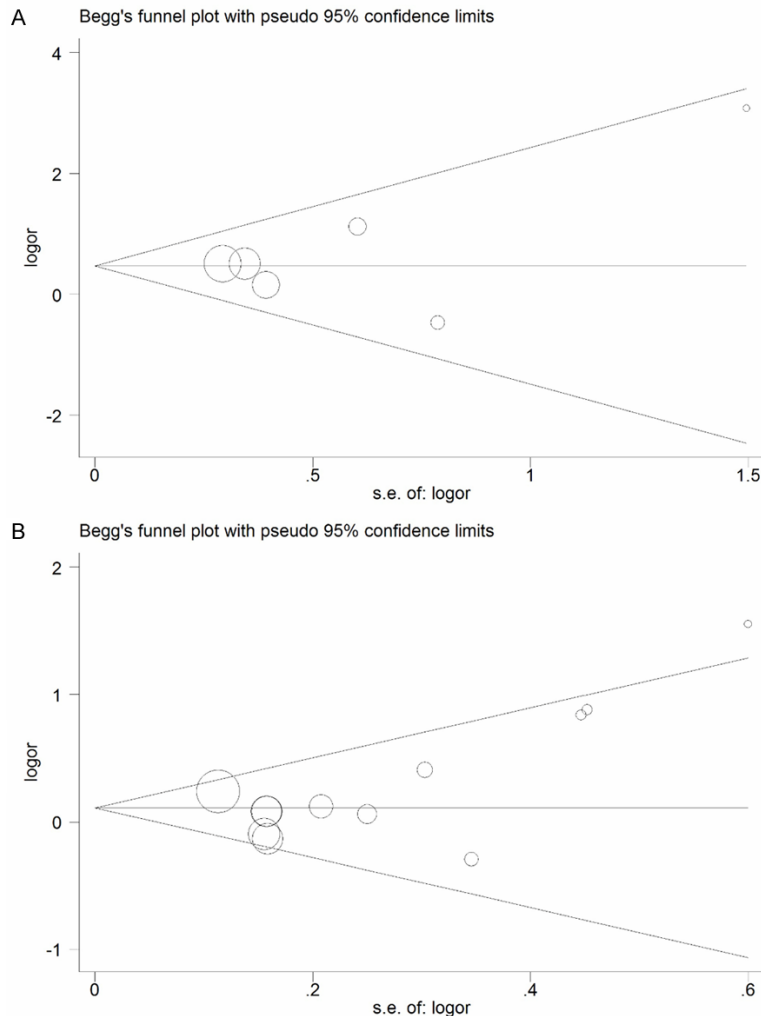 A
Begg's funnel plot with pseudo 95% confidence limits
4
2
0
-2
logor
0
.5
1
1.5
s.e. of: logor
B
Begg's funnel plot with pseudo 95% confidence limits
2
1
0
-1
logor
0
.2
.4
.6
s.e. of: logor